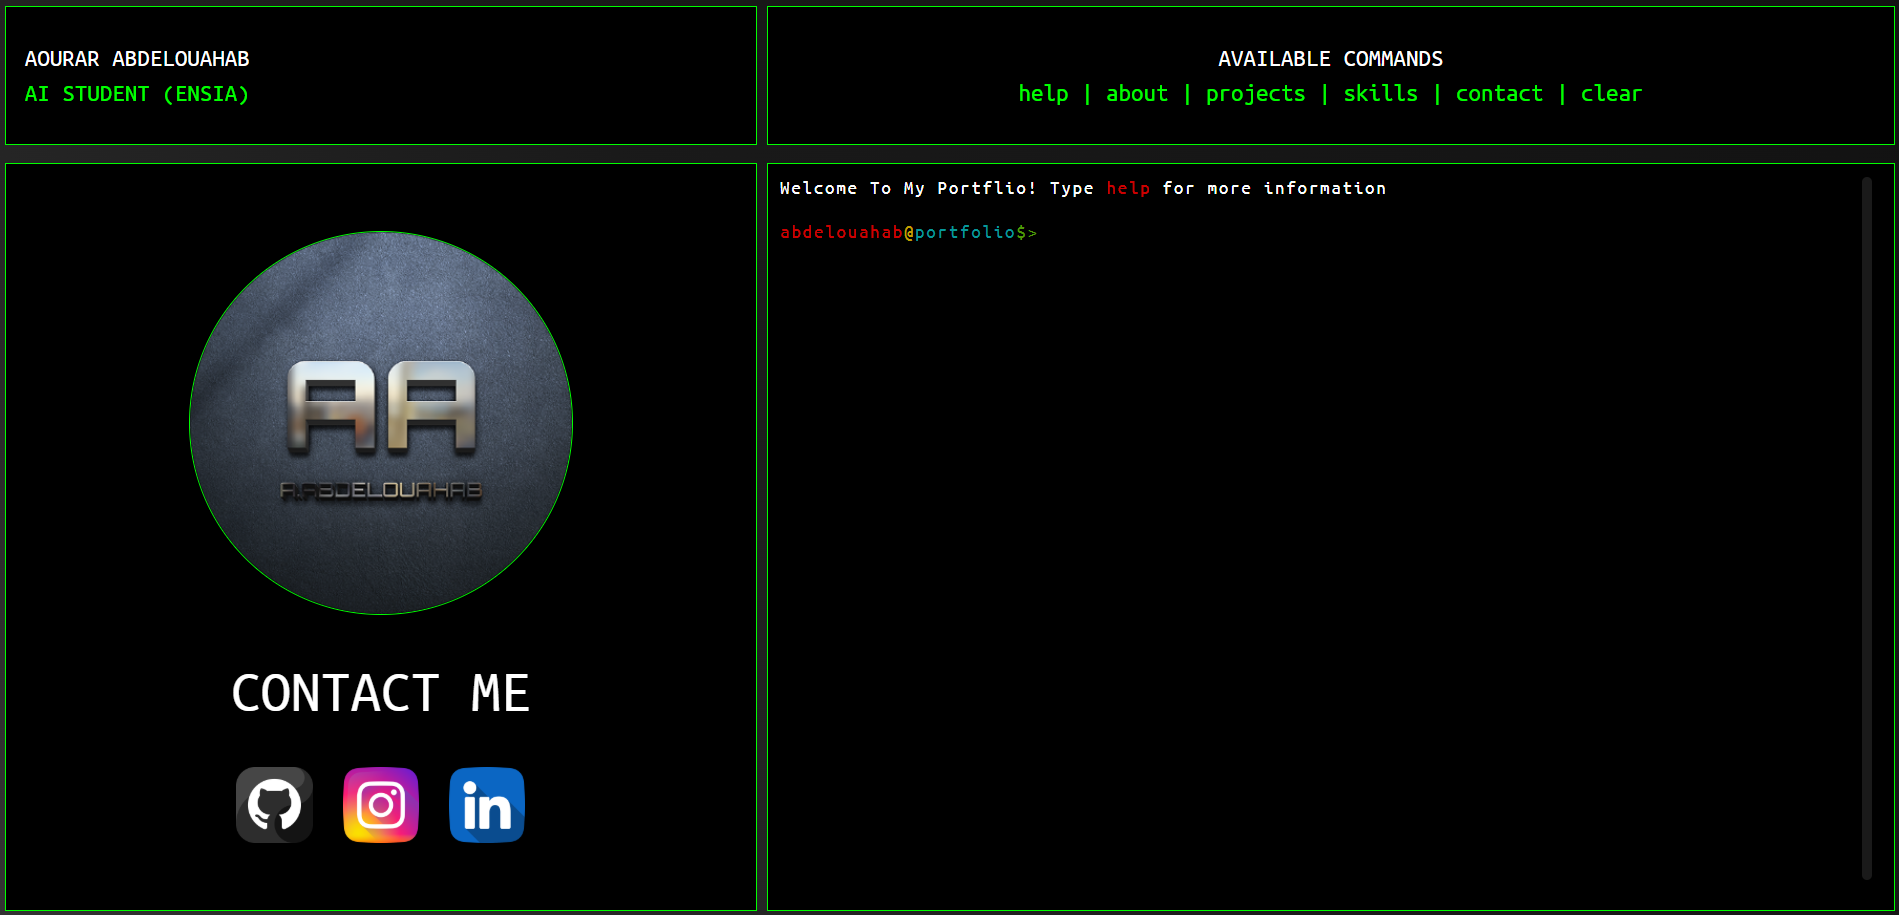 AOURAR ABDELOUAHAB
AI STUDENT (ENSIA)
AVAILABLE COMMANDS
help | about | projects | skills | contact | clear
AA
A.ABDELOUAHAB
CONTACT ME
in
Welcome To My Portflio! Type help for more information
abdelouahab@portfolio$>